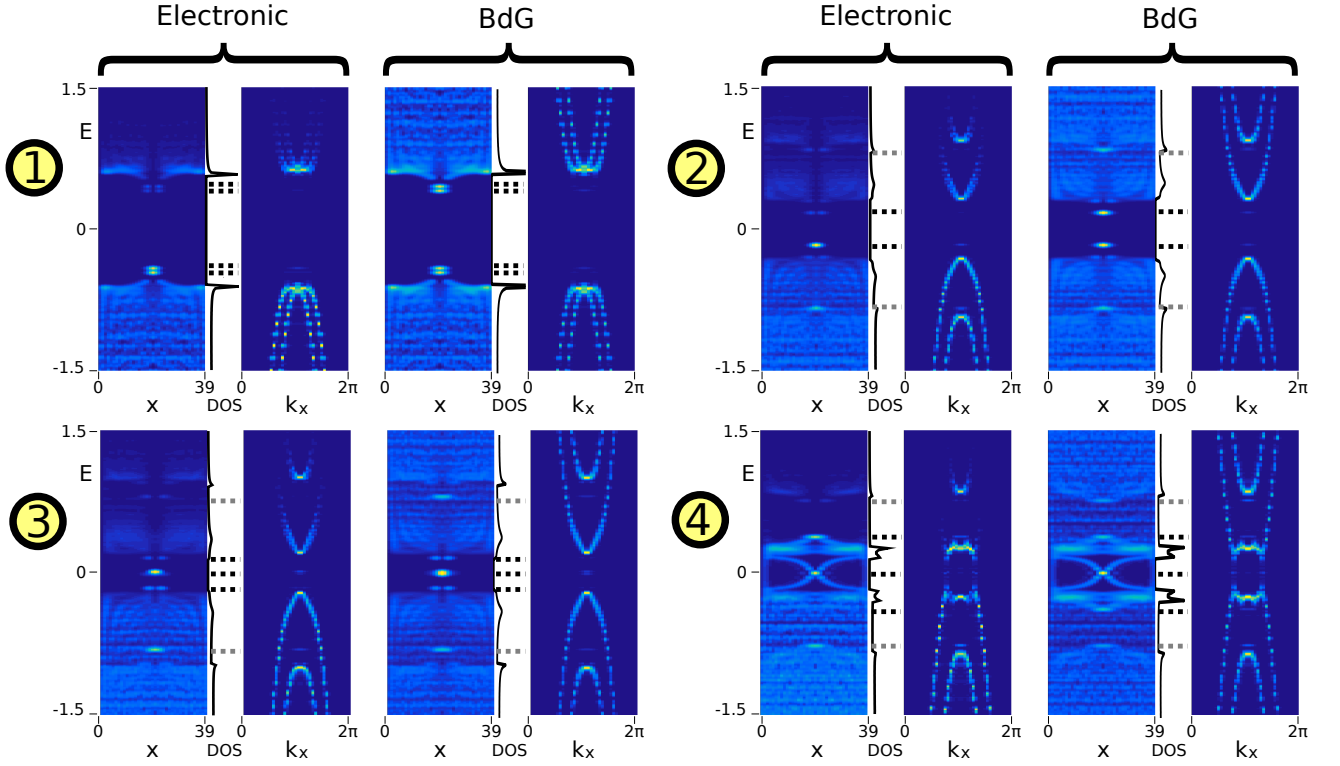 Electronic BdG Electronic BdG
1.5 1.5
E E
1 2
0 0
-1.5 -1.5
0 39 0 2π 0 39 0 2π 0 39 0 2π 0 39 0 2π
x DOS kx x DOS kx x DOS kx x DOS kx
1.5 1.5
E E
3 4
0 0
-1.5 -1.5
0 39 0 2π 0 39 0 2π 0 39 0 2π 0 39 0 2π
x DOS kx x DOS kx x DOS kx x DOS kx